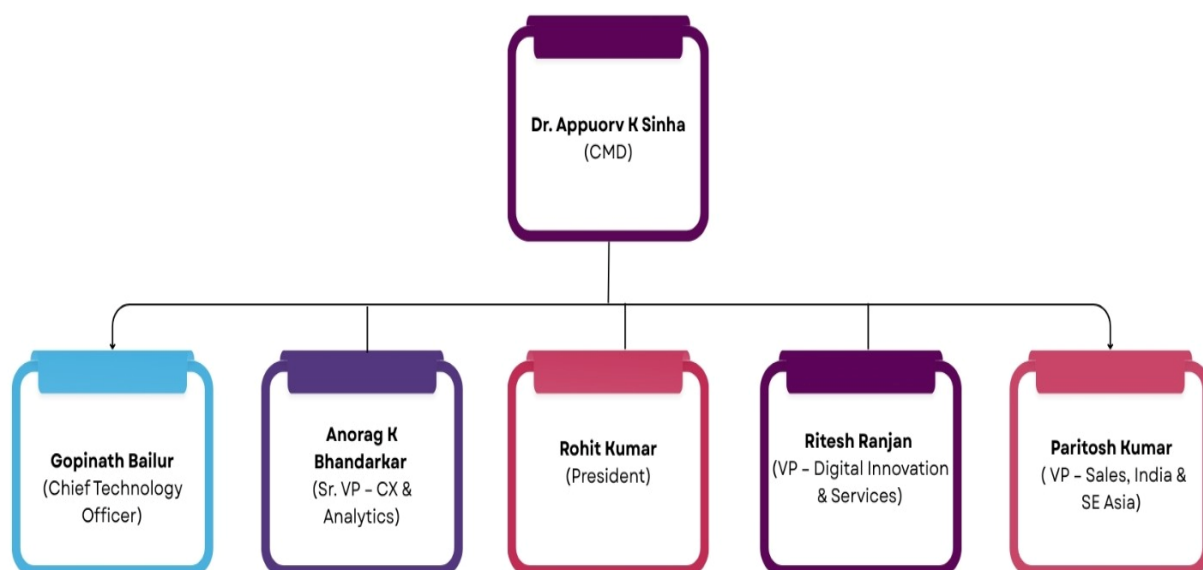 Dr. Appuorv K Sinha
(CMD)
Gopinath Bailur
(Chief Technology
Officer)
Anorag K
Bhandarkar
(Sr. VP – CX &
Analytics)
Rohit Kumar
(President)
Ritesh Ranjan
(VP – Digital Innovation
& Services)
Paritosh Kumar
( VP – Sales, India &
SE Asia)